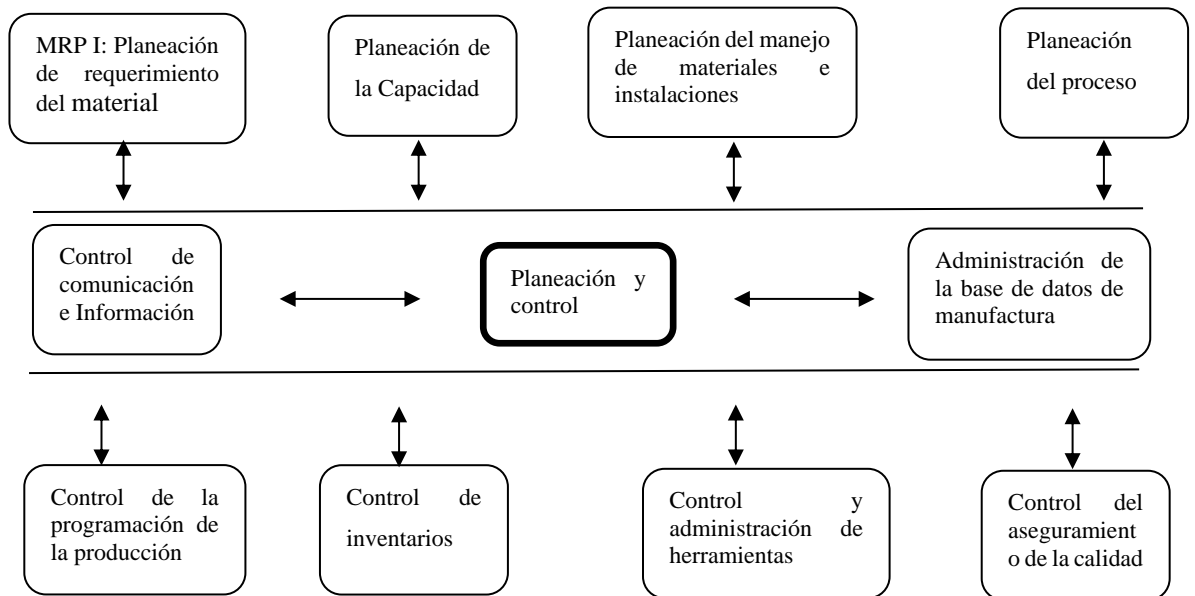 MRP I: Planeación
de requerimiento
del material
Planeación de
la Capacidad
Planeación del manejo
de materiales e
instalaciones
Planeación
del proceso
Control de
comunicación
e Información
Planeación y
control
Administración de
la base de datos de
manufactura
Control de la
programación de
la producción
Control de
inventarios
Control y
administración de
herramientas
Control del
aseguramient
o de la calidad